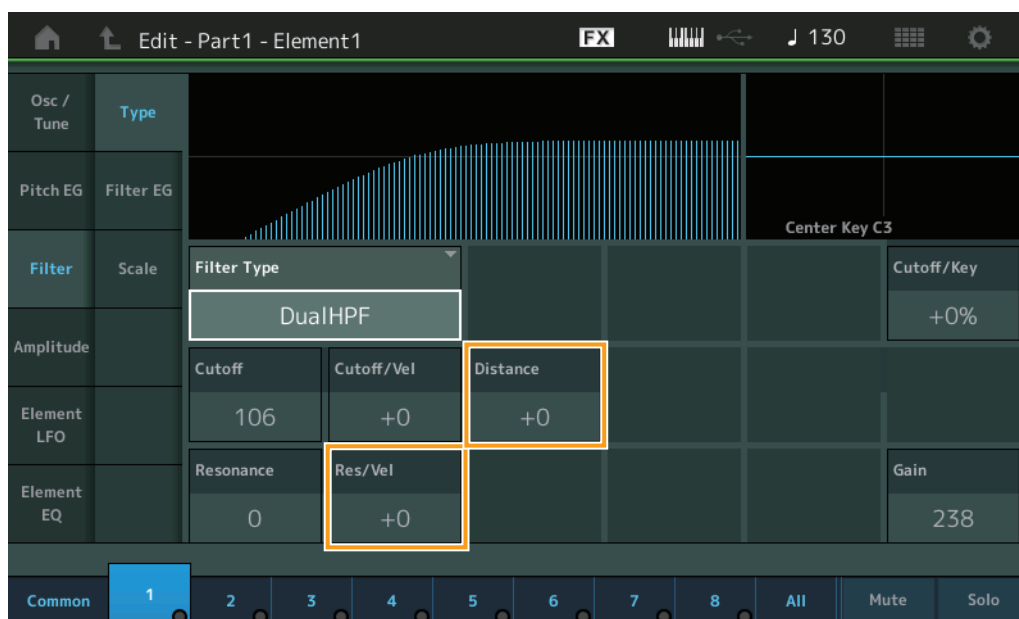 Edit - Part1 - Element1
FX
♩ 130
Osc /
Tune
Type
Pitch EG
Filter EG
Center Key C3
Filter
Scale
Filter Type
DualHPF
Cutoff/Key
+0%
Amplitude
Cutoff
106
Cutoff/Vel
+0
Distance
+0
Element
LFO
Resonance
0
Res/Vel
+0
Gain
238
Element
EQ
Common
1
2
3
4
5
6
7
8
All
Mute
Solo